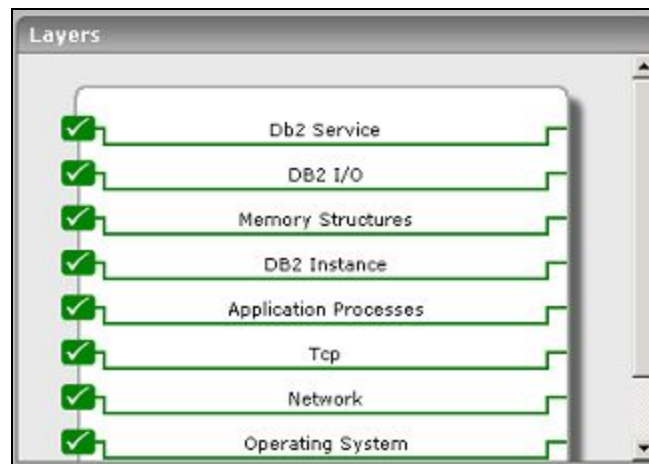 Layers
Db2 Service
DB2 I/O
Memory Structures
DB2 Instance
Application Processes
Tcp
Network
Operating System